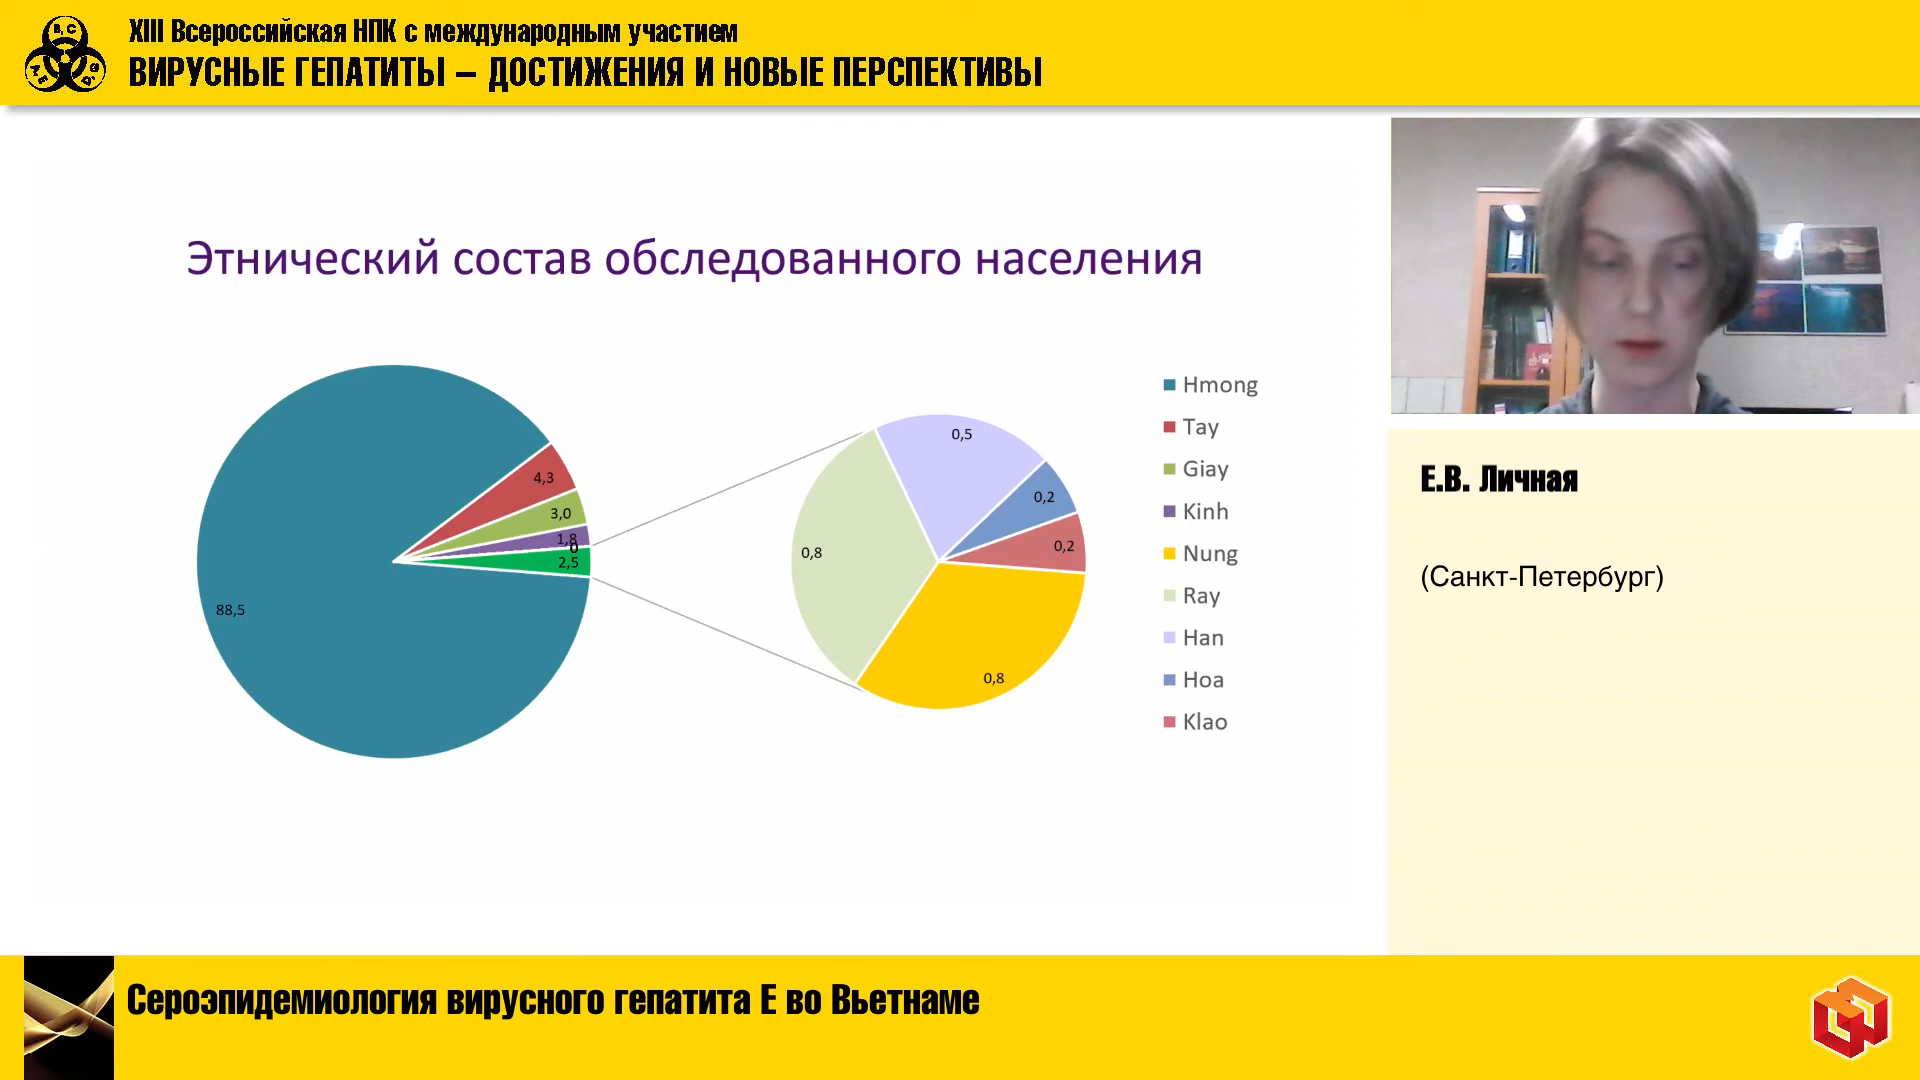 XIII Всероссийская НПК с международным участием
ВИРУСНЫЕ ГЕПАТИТЫ – ДОСТИЖЕНИЯ И НОВЫЕ ПЕРСПЕКТИВЫ
B, C
Этнический состав обследованного населения
88,5
4,3
3,0
1,8
0
2,5
0,5
0,2
0,2
0,8
0,8
Hmong
Tay
Giay
Kinh
Nung
Ray
Han
Hoa
Klao
Е.В. Личная
(Санкт-Петербург)
Сероэпидемиология вирусного гепатита Е во Вьетнаме